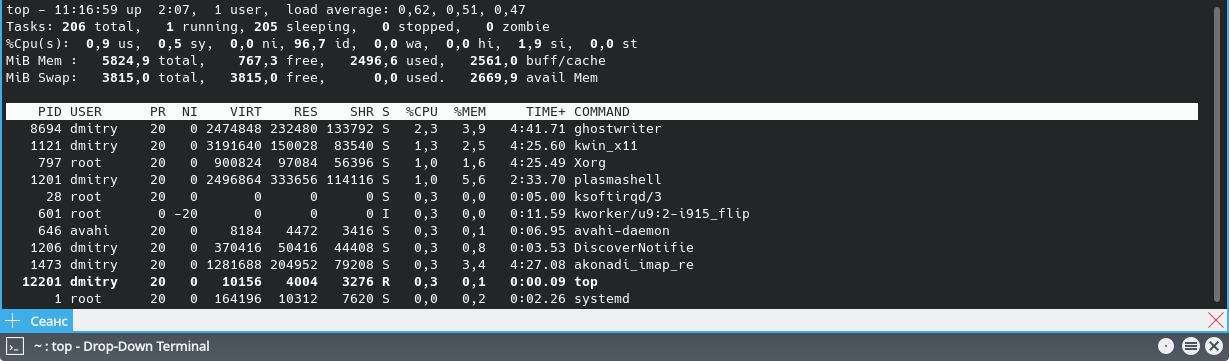 top - 11:16:59 up  2:07,  1 user,  load average: 0,62, 0,51, 0,47
Tasks: 206 total,   1 running, 205 sleeping,   0 stopped,   0 zombie
%Cpu(s):  0,9 us,  0,5 sy,  0,0 ni, 96,7 id,  0,0 wa,  0,0 hi,  1,9 si,  0,0 st
MiB Mem :   5824,9 total,    767,3 free,   2496,6 used,   2561,0 buff/cache
MiB Swap:   3815,0 total,   3815,0 free,      0,0 used.   2669,9 avail Mem
PID USER      PR  NI    VIRT    RES    SHR S  %CPU  %MEM     TIME+ COMMAND
8694 dmitry    20   0 2474848 232480 133792 S   2,3   3,9   4:41.71 ghostwriter
1121 dmitry    20   0 3191640 150028  83540 S   1,3   2,5   4:25.60 kwin_x11
797 root      20   0  900824  97084  56396 S   1,0   1,6   4:25.49 Xorg
1201 dmitry    20   0 2496864 333656 114116 S   1,0   5,6   2:33.70 plasmashell
28 root      20   0       0      0      0 S   0,3   0,0   0:05.00 ksoftirqd/3
601 root       0 -20       0      0      0 I   0,3   0,0   0:11.59 kworker/u9:2-i915_flip
646 avahi     20   0    8184   4472   3416 S   0,3   0,1   0:06.95 avahi-daemon
1206 dmitry    20   0  370416  50416  44408 S   0,3   0,8   0:03.53 DiscoverNotifie
1473 dmitry    20   0 1281688 204952  79208 S   0,3   3,4   4:27.08 akonadi_imap_re
12201 dmitry    20   0   10156   4004   3276 R   0,3   0,1   0:00.09 top
1 root      20   0  164196  10312   7620 S   0,0   0,2   0:02.26 systemd
Сеанс
~ : top - Drop-Down Terminal